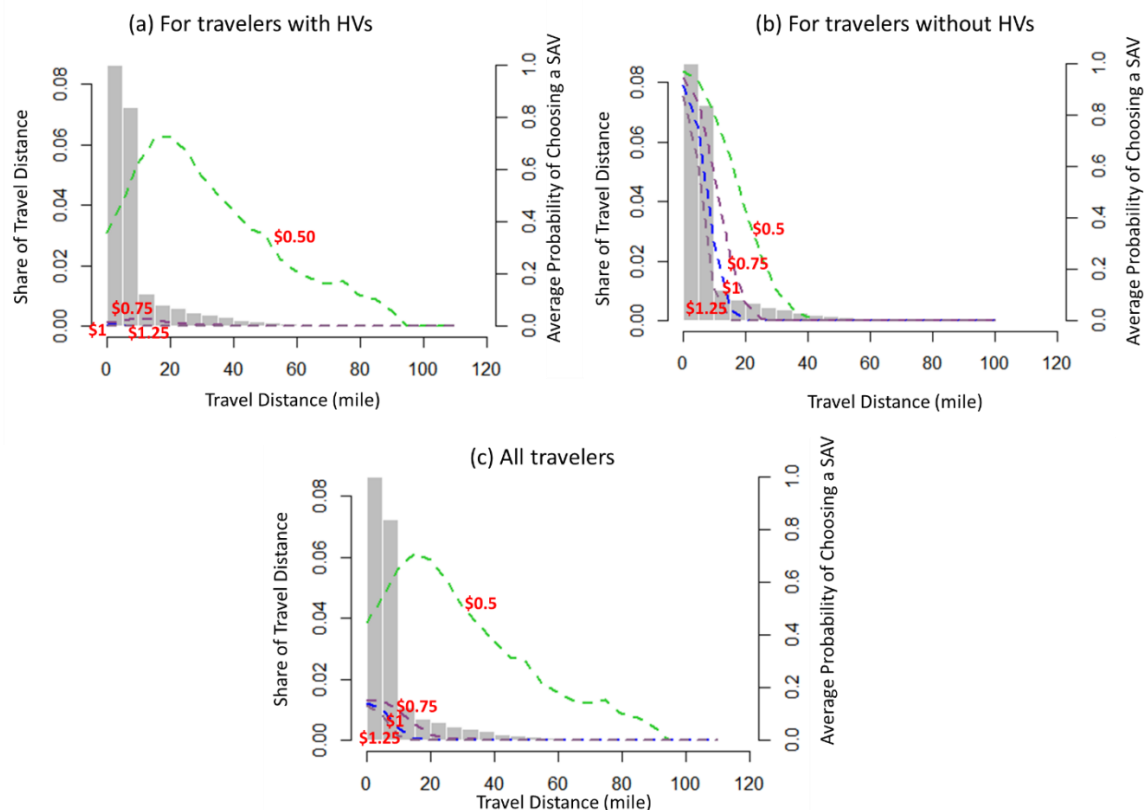 (a) For travelers with HVs
Share of Travel Distance
0.00 0.02 0.04 0.06 0.08
0.0 0.2 0.4 0.6 0.8 1.0
Average Probability of Choosing a SAV
$0.50
$0.75
$1
$1.25
0 20 40 60 80 100 120
Travel Distance (mile)
(b) For travelers without HVs
Share of Travel Distance
0.00 0.02 0.04 0.06 0.08
0.0 0.2 0.4 0.6 0.8 1.0
Average Probability of Choosing a SAV
$0.5
$0.75
$1
$1.25
0 20 40 60 80 100 120
Travel Distance (mile)
(c) All travelers
Share of Travel Distance
0.00 0.02 0.04 0.06 0.08
0.0 0.2 0.4 0.6 0.8 1.0
Average Probability of Choosing a SAV
$0.5
$0.75
$1
$1.25
0 20 40 60 80 100 120
Travel Distance (mile)